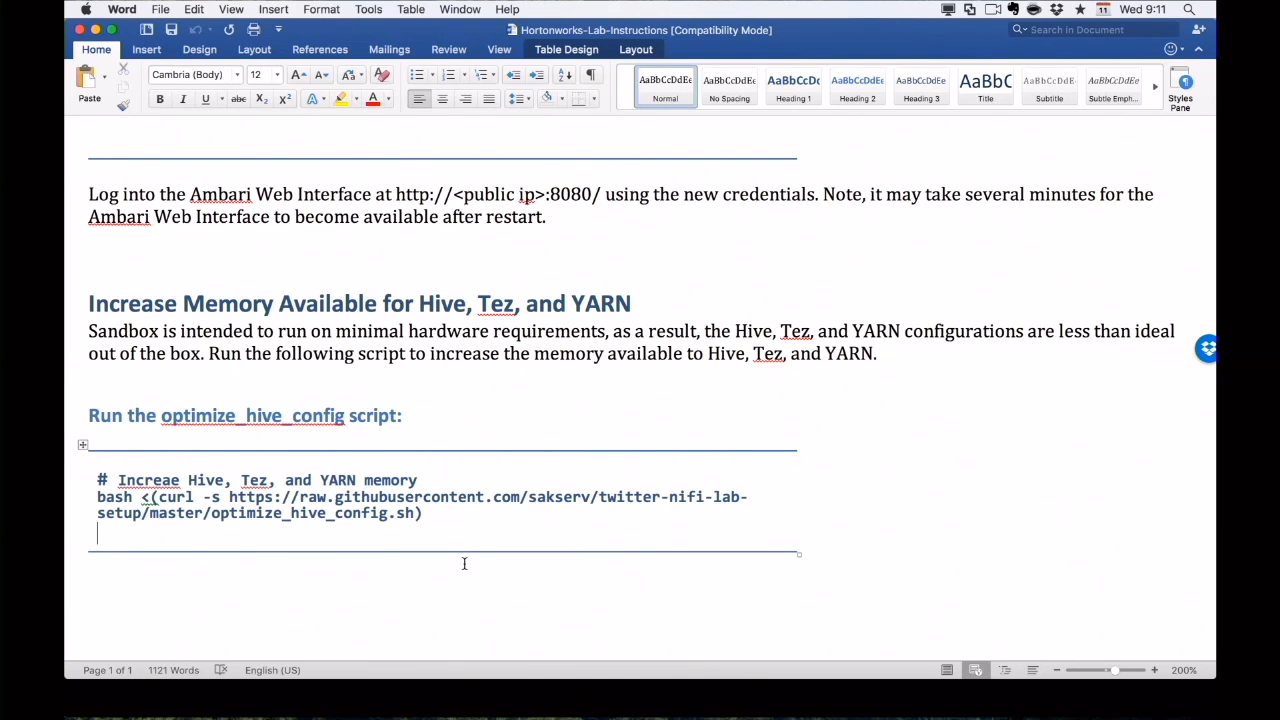 Word File Edit View Insert Format Tools Table Window Help 11 Wed 9:11
Hortonworks-Lab-Instructions [Compatibility Mode] Search in Document
Home Insert Design Layout References Mailings Review View Table Design Layout
Paste Cambria (Body) 12
AaBbCcDdEe AaBbCcDdEe AaBbCcDc AaBbCcDdEe AaBbCcDdEe AaBbC AaBbCcDdEe AaBbCcDdEe
Normal No Spacing Heading 1 Heading 2 Heading 3 Title Subtitle Subtle Emph... Styles Pane
B I U abc X₂ X² A A
Log into the Ambari Web Interface at http://<public ip>:8080/ using the new credentials. Note, it may take several minutes for the
Ambari Web Interface to become available after restart.
Increase Memory Available for Hive, Tez, and YARN
Sandbox is intended to run on minimal hardware requirements, as a result, the Hive, Tez, and YARN configurations are less than ideal
out of the box. Run the following script to increase the memory available to Hive, Tez, and YARN.
Run the optimize_hive_config script:
# Increae Hive, Tez, and YARN memory
bash <(curl -s https://raw.githubusercontent.com/sakserv/twitter-nifi-lab-
setup/master/optimize_hive_config.sh)
Page 1 of 1 1121 Words English (US) 200%